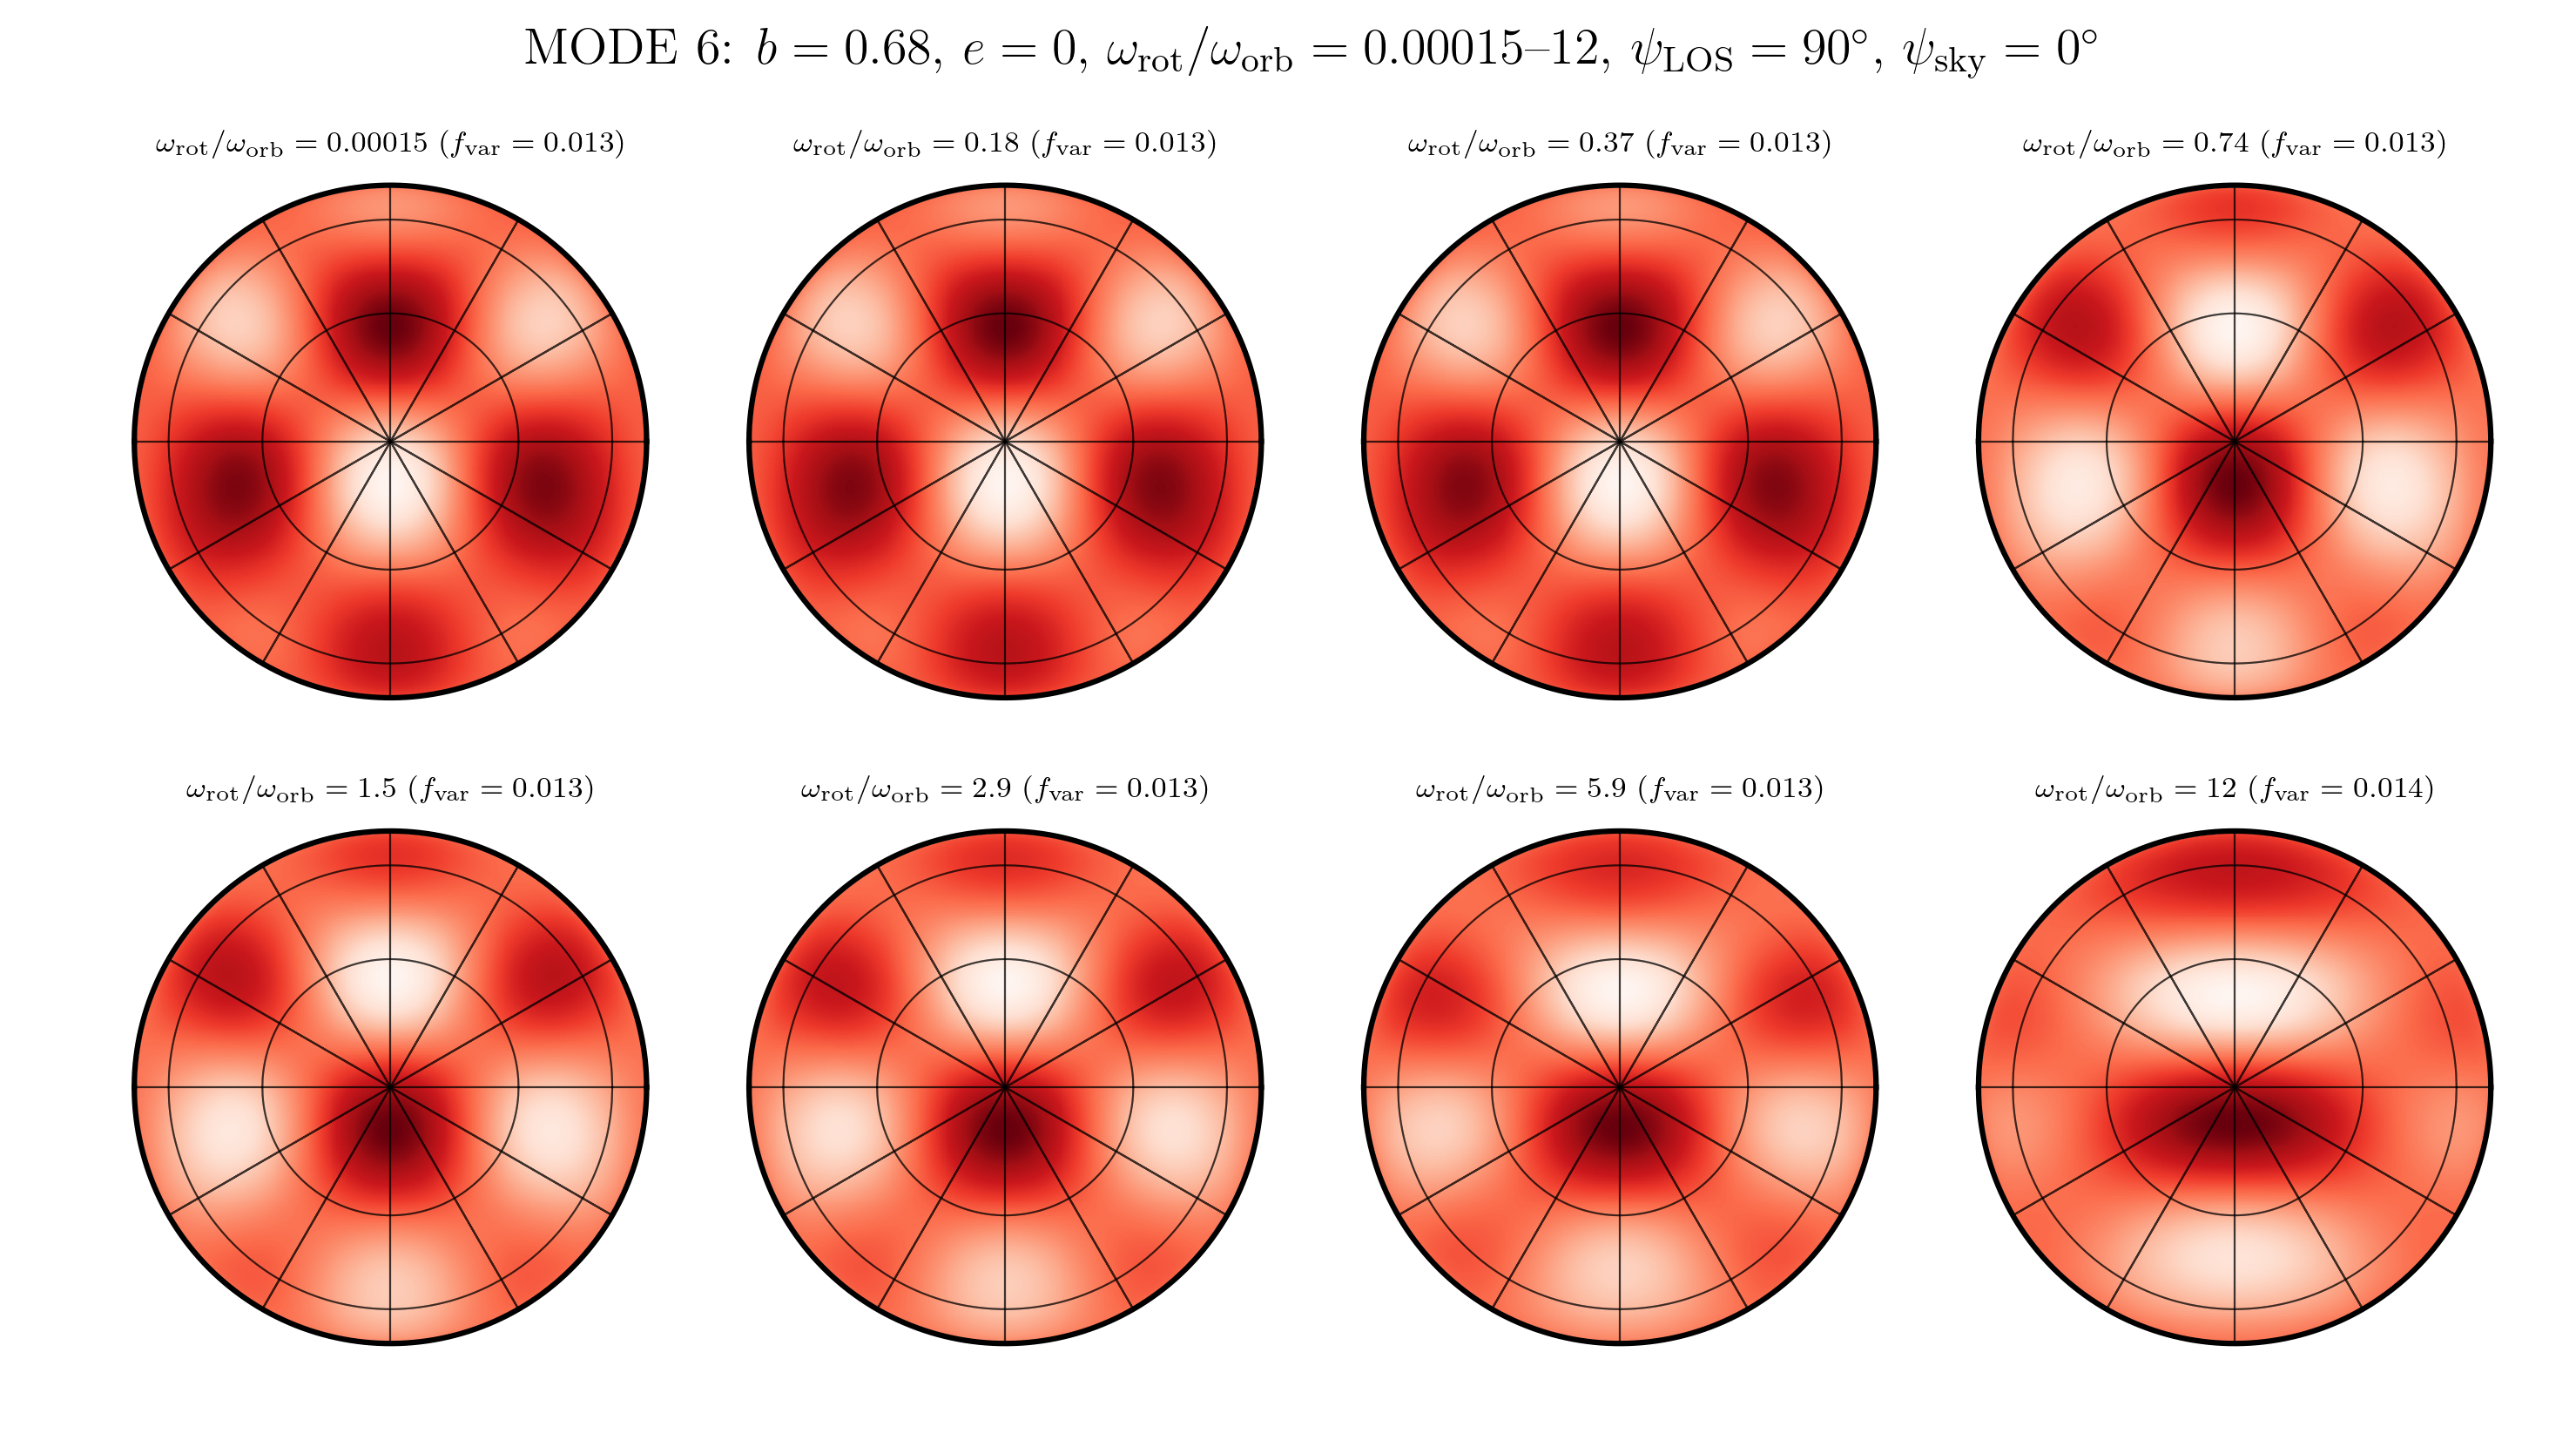 MODE 6: b = 0.68, e = 0, ω_rot/ω_orb = 0.00015–12, ψ_LOS = 90°, ψ_sky = 0°
ω_rot/ω_orb = 0.00015 (f_var = 0.013)
ω_rot/ω_orb = 0.18 (f_var = 0.013)
ω_rot/ω_orb = 0.37 (f_var = 0.013)
ω_rot/ω_orb = 0.74 (f_var = 0.013)
ω_rot/ω_orb = 1.5 (f_var = 0.013)
ω_rot/ω_orb = 2.9 (f_var = 0.013)
ω_rot/ω_orb = 5.9 (f_var = 0.013)
ω_rot/ω_orb = 12 (f_var = 0.014)